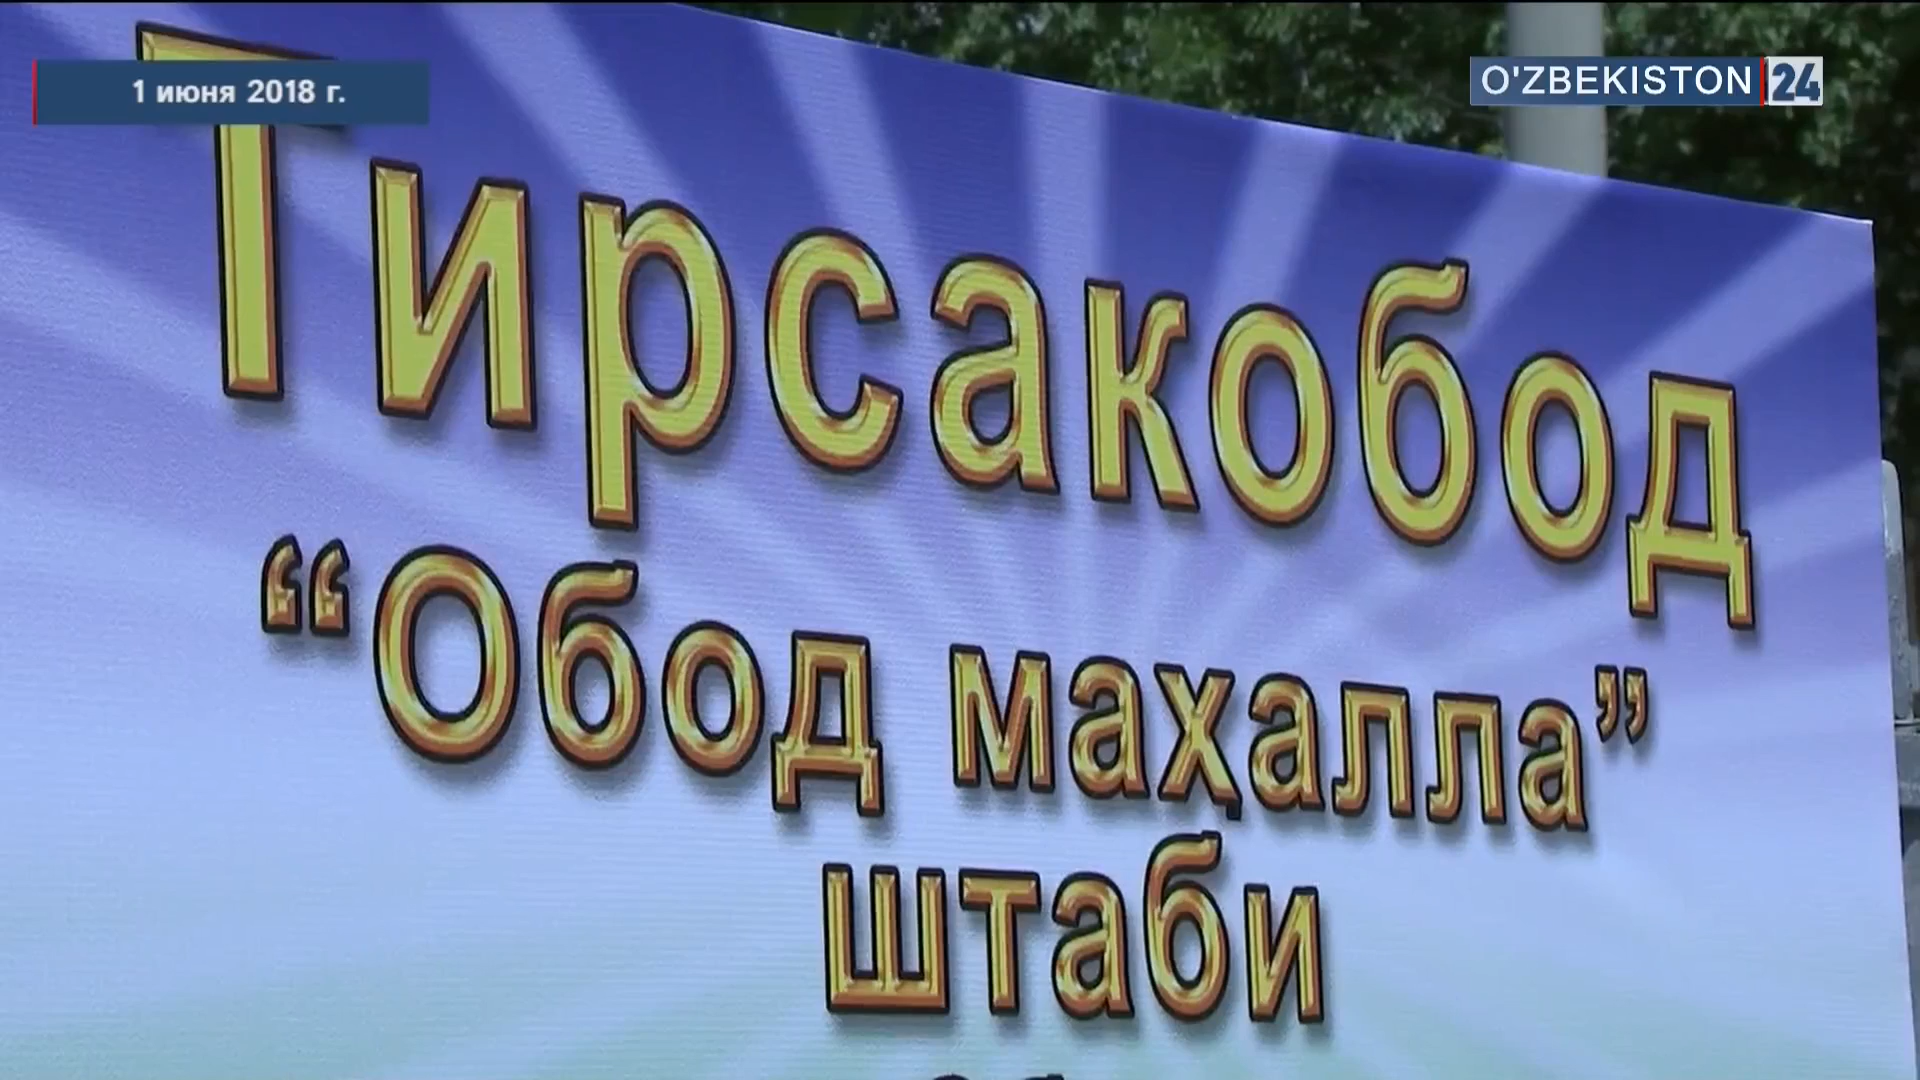 1 июня 2018 г.
O'ZBEKISTON 24
Тирсакобод
“Обод маҳалла”
штаби